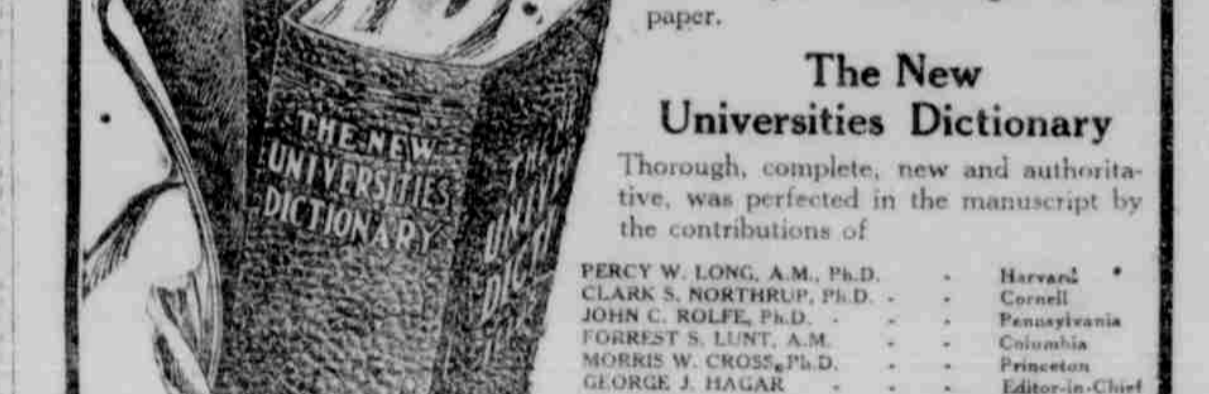 paper.
The New
Universities Dictionary
Thorough, complete, new and authorita-
tive, was perfected in the manuscript by
the contributions of
PERCY W. LONG, A.M., Ph.D. - Harvard
CLARK S. NORTHRUP, Ph.D. - - Cornell
JOHN C. ROLFE, Ph.D. - - - Pennsylvania
FORREST S. LUNT, A.M. - - Columbia
MORRIS W. CROSS, Ph.D. - - Princeton
GEORGE J. HAGAR - - - Editor-in-Chief
THE NEW
UNIVERSITIES
DICTIONARY